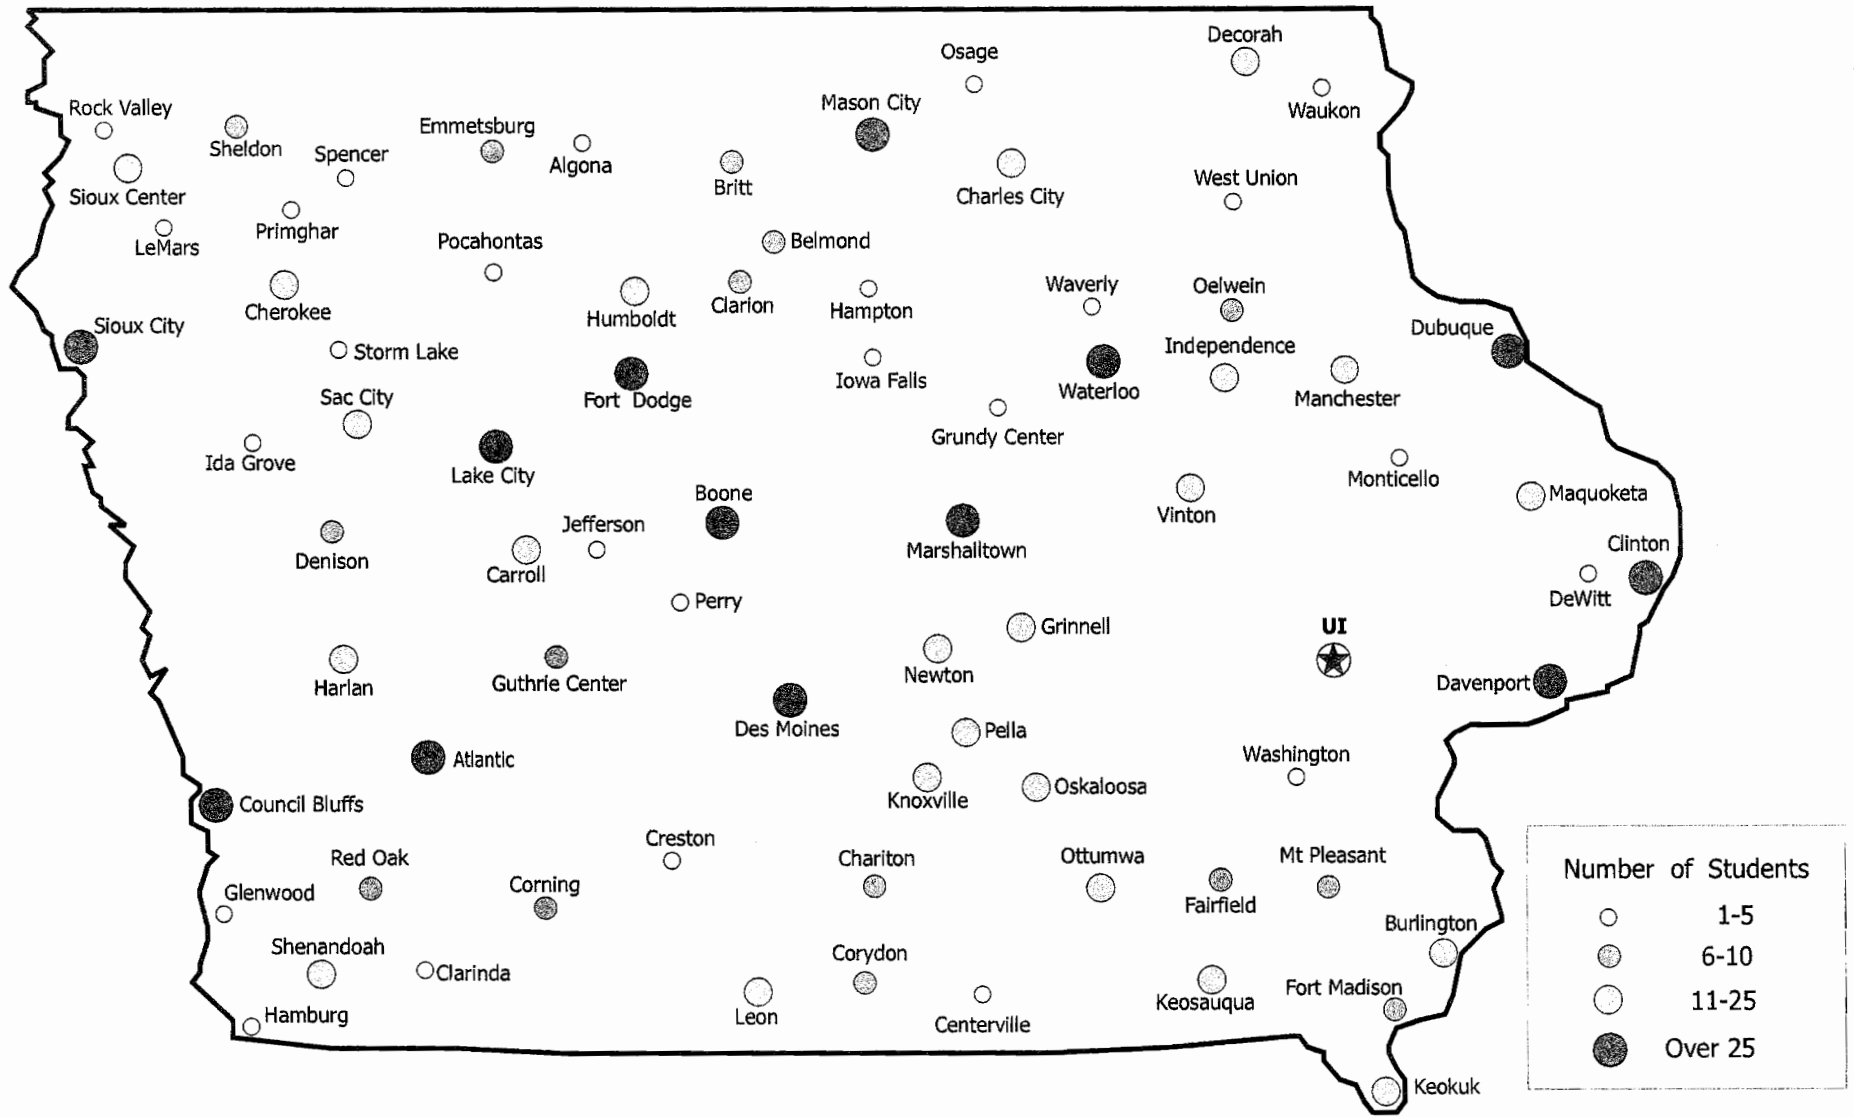 Decorah
Osage
Mason City
Waukon
Rock Valley
Sheldon
Emmetsburg
Spencer
Algona
Britt
Charles City
West Union
Sioux Center
Primghar
LeMars
Pocahontas
Belmond
Cherokee
Humboldt
Clarion
Hampton
Waverly
Oelwein
Sioux City
Storm Lake
Iowa Falls
Independence
Dubuque
Waterloo
Manchester
Sac City
Fort Dodge
Grundy Center
Ida Grove
Lake City
Monticello
Maquoketa
Boone
Vinton
Jefferson
Marshalltown
Clinton
Denison
Carroll
DeWitt
Perry
Grinnell
UI
Harlan
Guthrie Center
Newton
Davenport
Des Moines
Pella
Washington
Atlantic
Knoxville
Oskaloosa
Council Bluffs
Creston
Red Oak
Chariton
Ottumwa
Mt Pleasant
Glenwood
Corning
Fairfield
Burlington
Shenandoah
Clarinda
Corydon
Keosauqua
Fort Madison
Hamburg
Leon
Centerville
Keokuk
Number of Students
1-5
6-10
11-25
Over 25